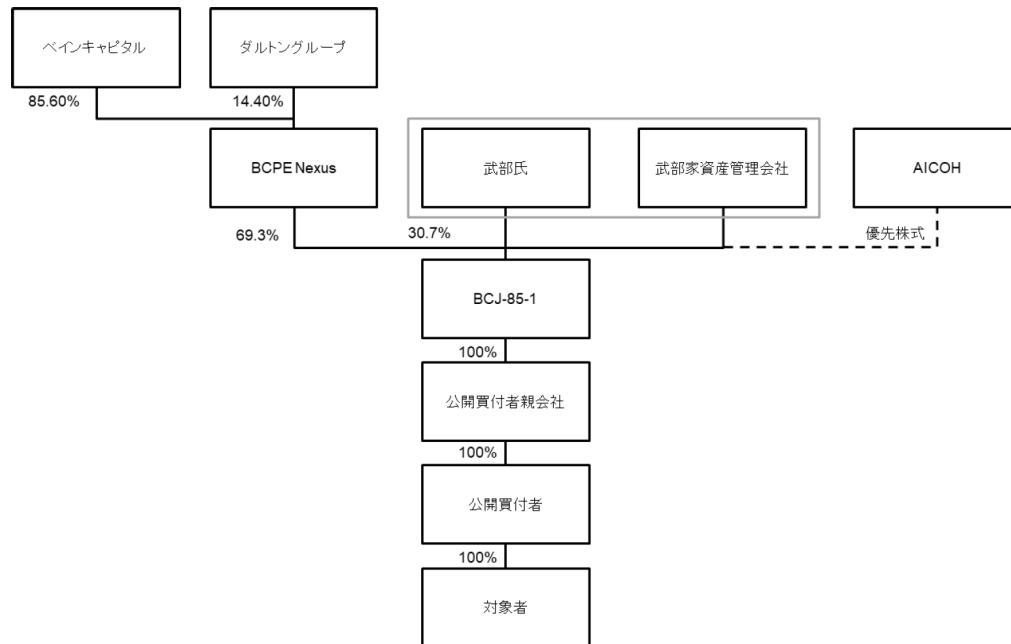 ベインキャピタル
ダルトングループ
85.60%
14.40%
BCPE Nexus
武部氏
武部家資産管理会社
AICOH
69.3%
30.7%
優先株式
BCJ-85-1
100%
公開買付者親会社
100%
公開買付者
100%
対象者